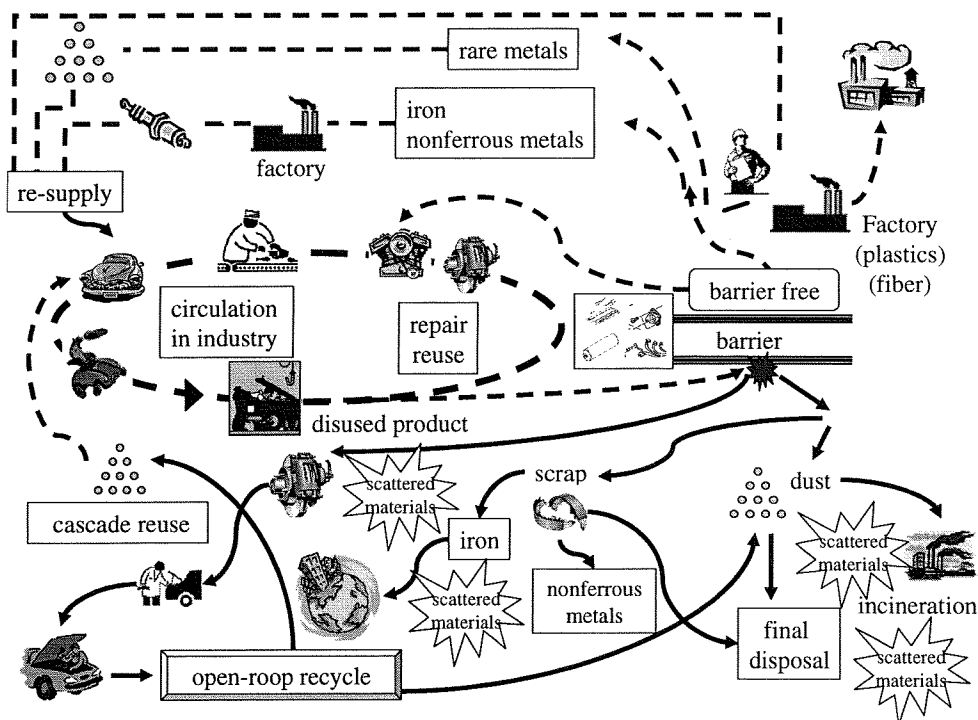 rare metals
iron
nonferrous metals
factory
re-supply
Factory
(plastics)
(fiber)
barrier free
circulation
in industry
repair
reuse
barrier
disused product
scattered
materials
scrap
dust
cascade reuse
iron
scattered
materials
scattered
materials
nonferrous
metals
incineration
final
disposal
open-roop recycle
scattered
materials